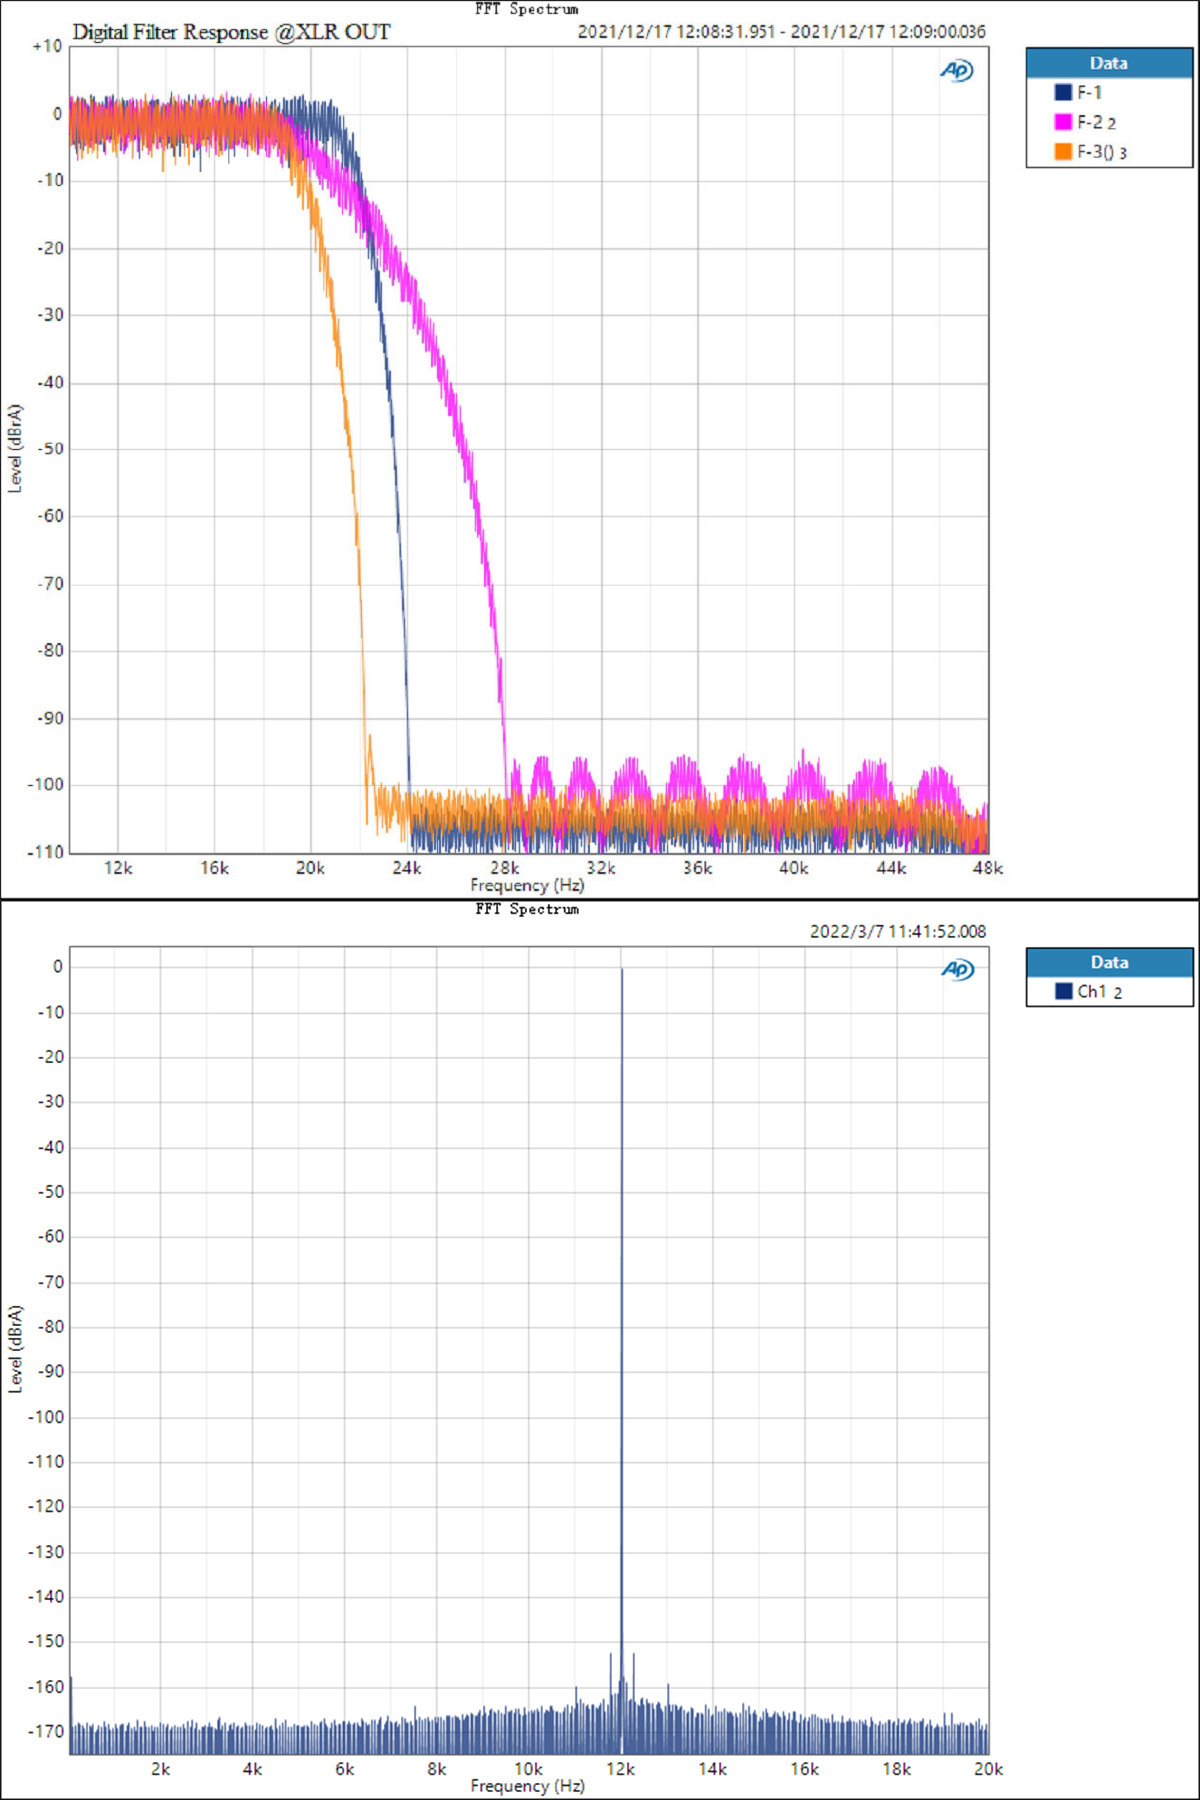 FFT Spectrum
Digital Filter Response @XLR OUT
2021/12/17 12:08:31.951 - 2021/12/17 12:09:00.036
AP
Data
F-1
F-2 2
F-3() 3
+10
0
-10
-20
-30
-40
-50
-60
-70
-80
-90
-100
-110
Level (dBrA)
12k 16k 20k 24k 28k 32k 36k 40k 44k 48k
Frequency (Hz)
FFT Spectrum
2022/3/7 11:41:52.008
AP
Data
Ch1 2
0
-10
-20
-30
-40
-50
-60
-70
-80
-90
-100
-110
-120
-130
-140
-150
-160
-170
Level (dBrA)
2k 4k 6k 8k 10k 12k 14k 16k 18k 20k
Frequency (Hz)